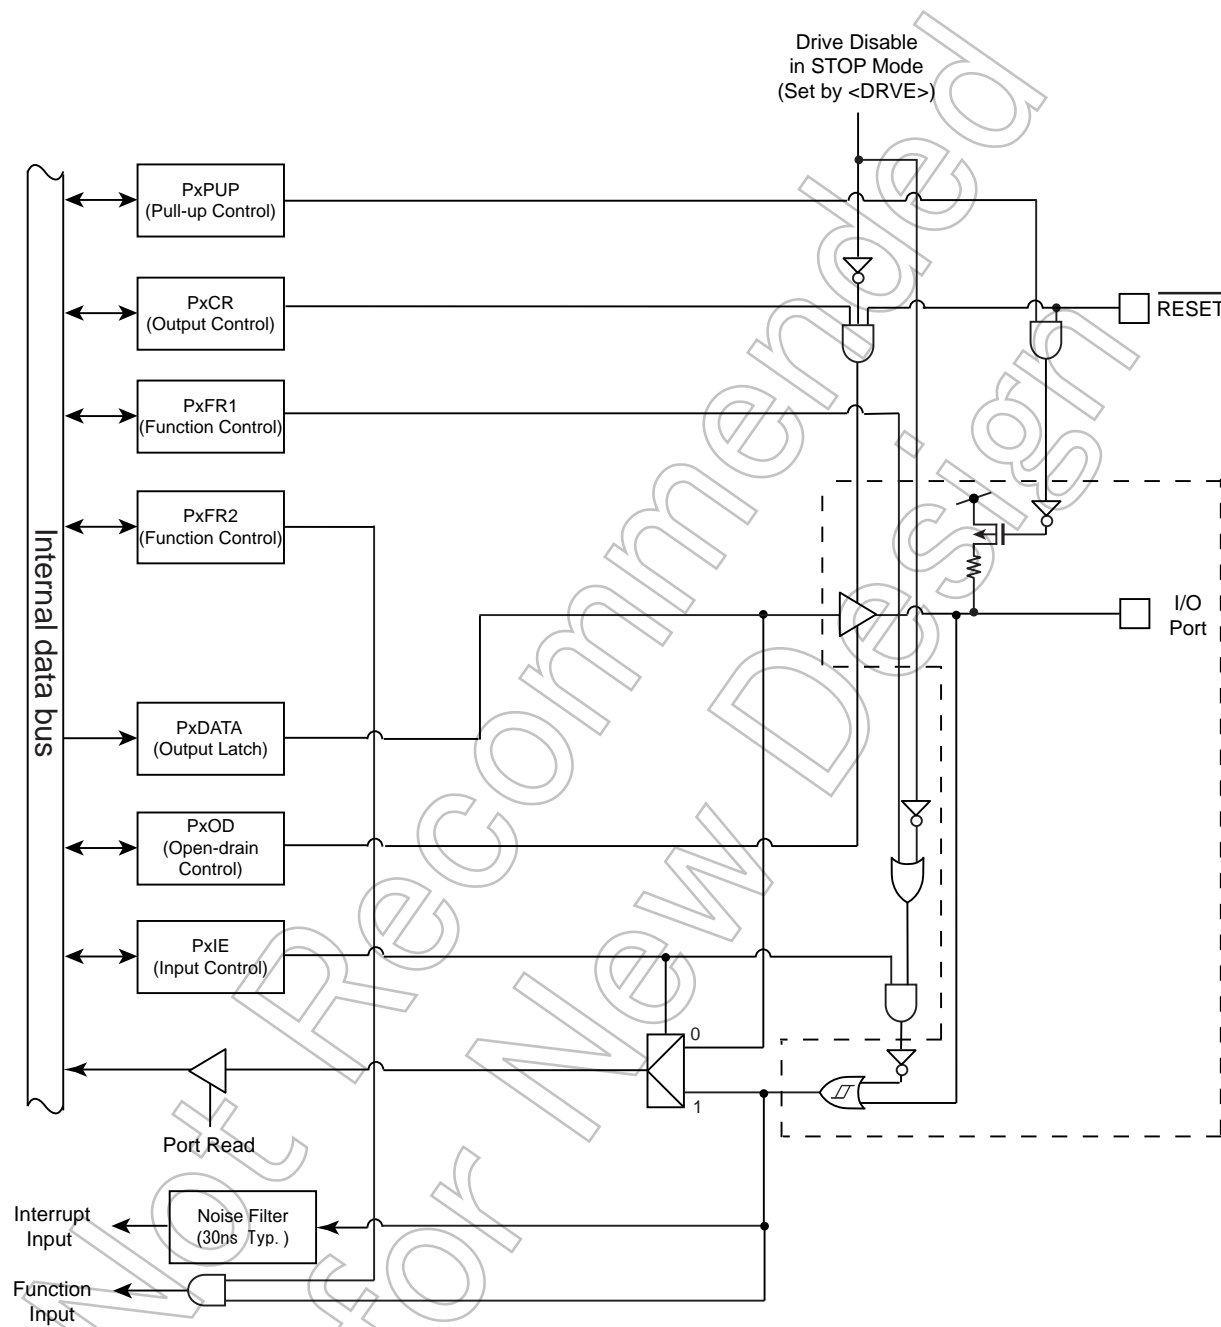 Drive Disable
in STOP Mode
(Set by <DRVE>)
PxPUP
(Pull-up Control)
PxCR
(Output Control)
RESET
PxFR1
(Function Control)
PxFR2
(Function Control)
Internal data bus
I/O
Port
PxDATA
(Output Latch)
PxOD
(Open-drain
Control)
PxIE
(Input Control)
0
1
Port Read
Interrupt
Input
Noise Filter
(30ns Typ.)
Function
Input
Not Recommended
for New Design